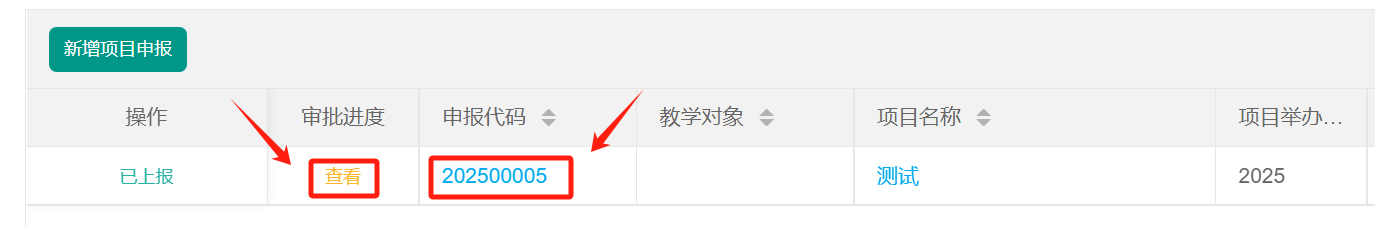 新增项目申报
操作 审批进度 申报代码 教学对象 项目名称 项目举办...
已上报 查看 202500005 测试 2025